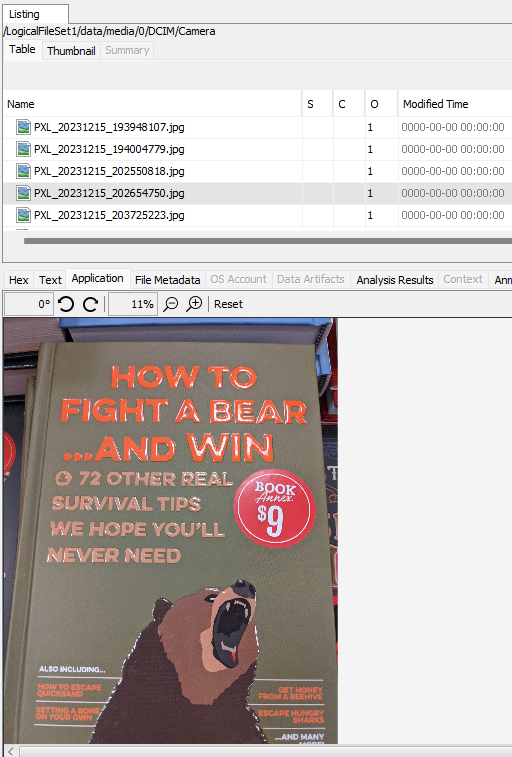 Listing
/LogicalFileSet1/data/media/0/DCIM/Camera
Table Thumbnail Summary
Name S C O Modified Time
PXL_20231215_193948107.jpg 1 0000-00-00 00:00:00
PXL_20231215_194004779.jpg 1 0000-00-00 00:00:00
PXL_20231215_202550818.jpg 1 0000-00-00 00:00:00
PXL_20231215_202654750.jpg 1 0000-00-00 00:00:00
PXL_20231215_203725223.jpg 1 0000-00-00 00:00:00
Hex Text Application File Metadata OS Account Data Artifacts Analysis Results Context
0° 11% Reset
HOW TO
FIGHT A BEAR
...AND WIN
& 72 OTHER REAL
SURVIVAL TIPS
WE HOPE YOU'LL
NEVER NEED
BOOK
Annex
$9
ALSO INCLUDING...
HOW TO ESCAPE
QUICKSAND
SETTING A BONE
ON YOUR OWN
GET HONEY
FROM A BEEHIVE
ESCAPE HUNGRY
SHARKS
...AND MANY